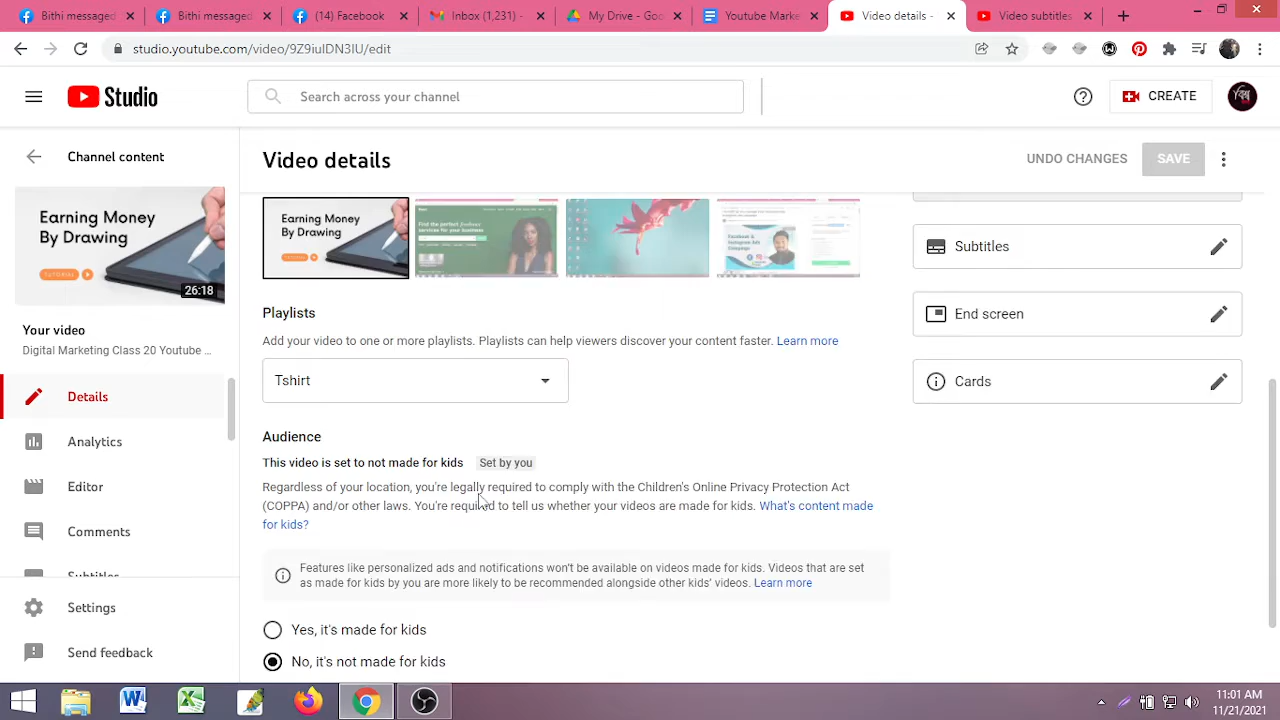 Bithi messaged
Bithi messaged
(14) Facebook
Inbox (1,231) -
My Drive - Goo
Youtube Marke
Video details -
Video subtitles
studio.youtube.com/video/9Z9iuIDN3IU/edit
Studio
Search across your channel
CREATE
Channel content
Video details
UNDO CHANGES
SAVE
Earning Money
By Drawing
TUTORIAL
26:18
Earning Money
By Drawing
Subtitles
End screen
Cards
Your video
Digital Marketing Class 20 Youtube ...
Playlists
Add your video to one or more playlists. Playlists can help viewers discover your content faster. Learn more
Tshirt
Details
Analytics
Editor
Comments
Subtitles
Settings
Send feedback
Audience
This video is set to not made for kids Set by you
Regardless of your location, you're legally required to comply with the Children's Online Privacy Protection Act
(COPPA) and/or other laws. You're required to tell us whether your videos are made for kids. What's content made
for kids?
Features like personalized ads and notifications won't be available on videos made for kids. Videos that are set
as made for kids by you are more likely to be recommended alongside other kids' videos. Learn more
Yes, it's made for kids
No, it's not made for kids
11:01 AM
11/21/2021